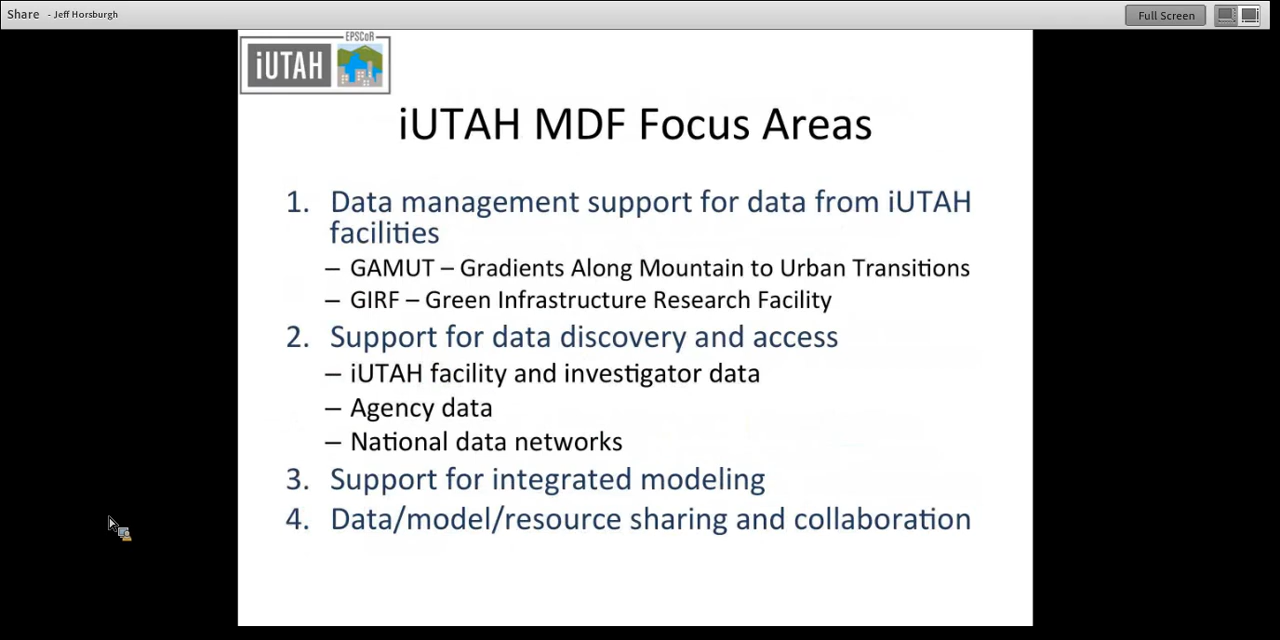 Share - Jeff Horsburgh
Full Screen
EPSCoR
iUTAH
iUTAH MDF Focus Areas
1. Data management support for data from iUTAH
facilities
– GAMUT – Gradients Along Mountain to Urban Transitions
– GIRF – Green Infrastructure Research Facility
2. Support for data discovery and access
– iUTAH facility and investigator data
– Agency data
– National data networks
3. Support for integrated modeling
4. Data/model/resource sharing and collaboration